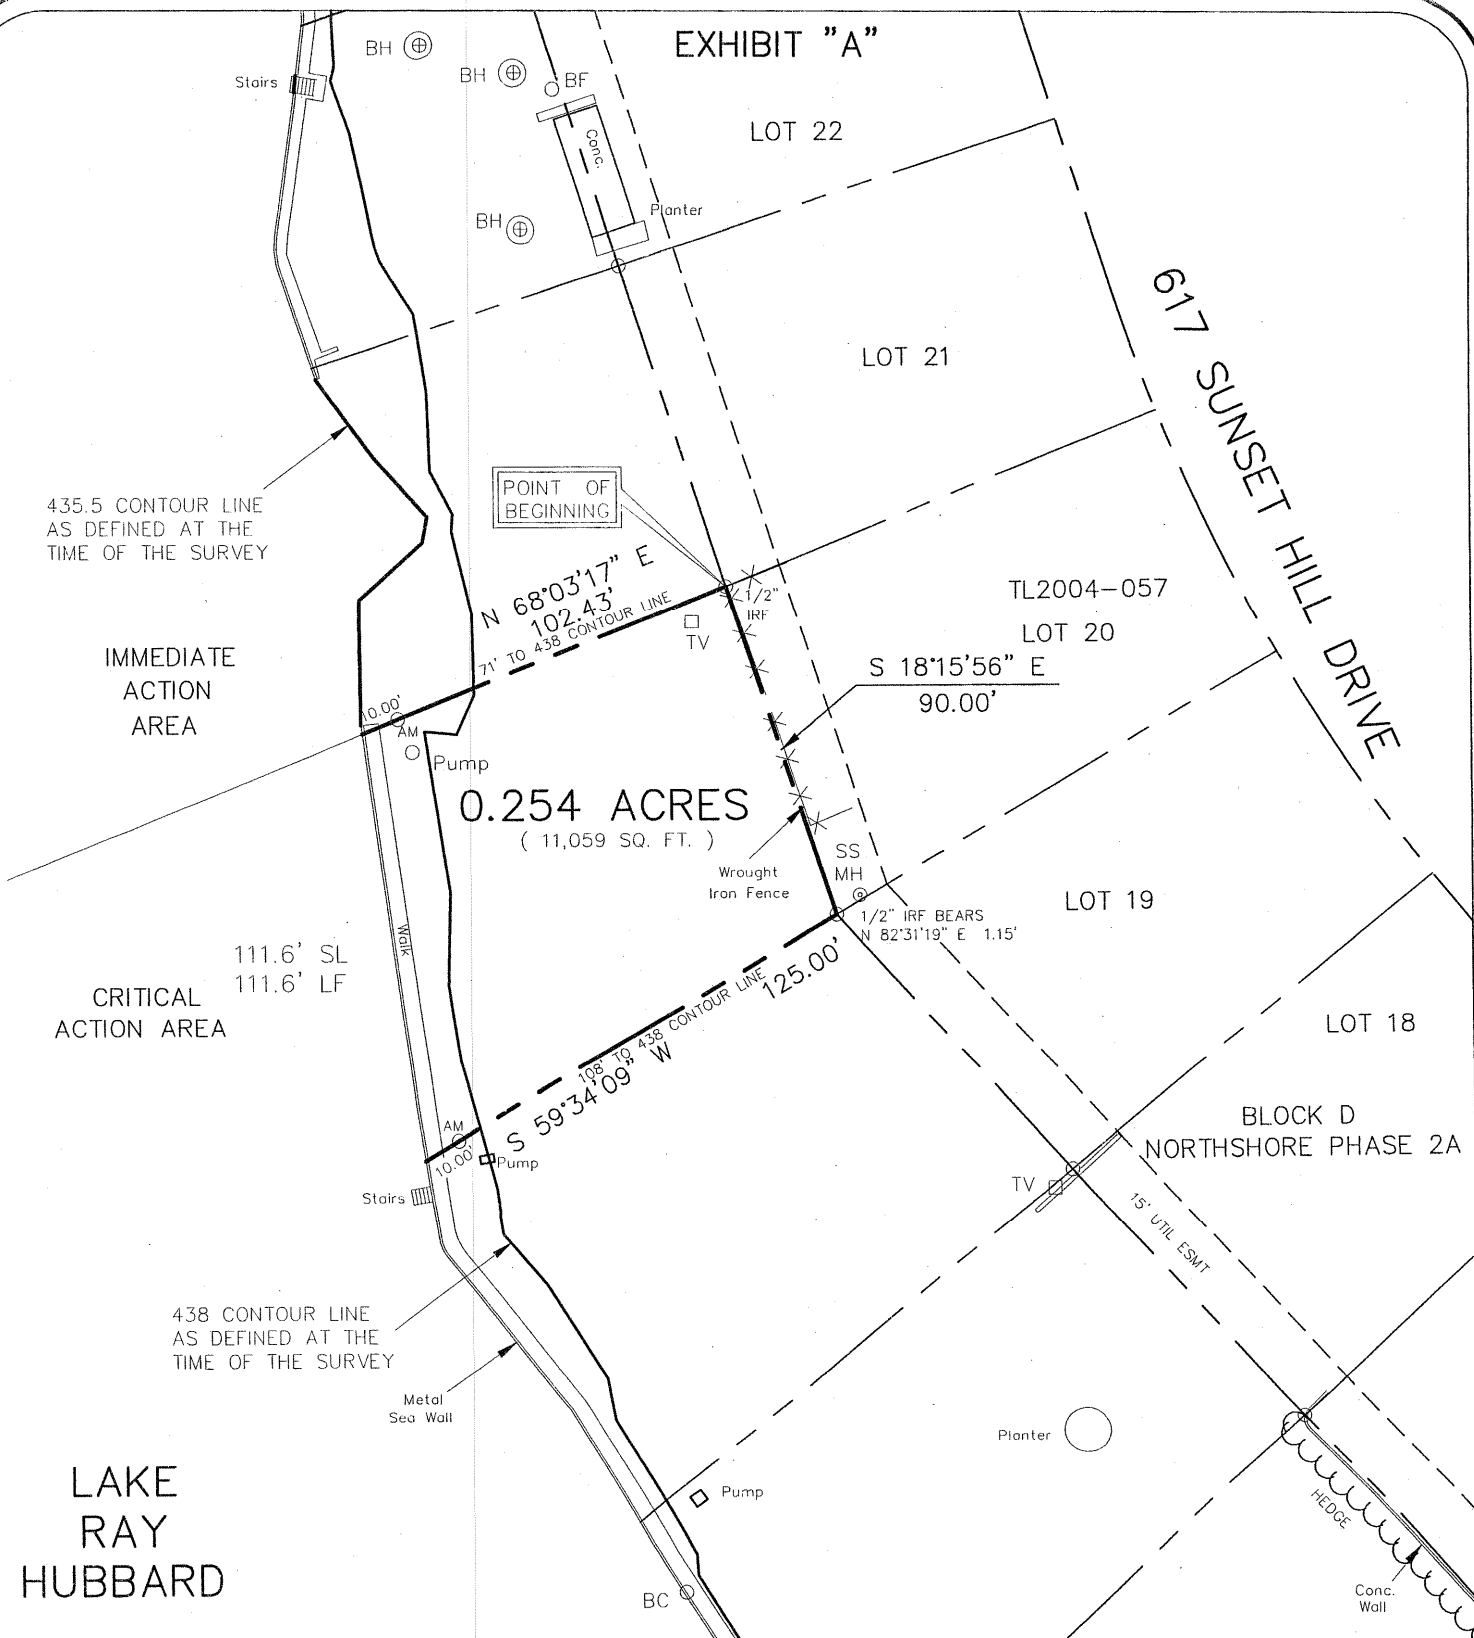 EXHIBIT "A"
BH
BH
BF
Stairs
LOT 22
Conc.
Planter
BH
617 SUNSET HILL DRIVE
LOT 21
POINT OF
BEGINNING
435.5 CONTOUR LINE
AS DEFINED AT THE
TIME OF THE SURVEY
N 68°03'17" E
102.43'
71' TO 438 CONTOUR LINE
1/2"
IRF
TV
TL2004-057
LOT 20
S 18°15'56" E
90.00'
IMMEDIATE
ACTION
AREA
10.00'
AM
Pump
0.254 ACRES
( 11,059 SQ. FT. )
Wrought
Iron Fence
SS
MH
1/2" IRF BEARS
N 82°31'19" E 1.15'
LOT 19
Walk
111.6' SL
111.6' LF
CRITICAL
ACTION AREA
125.00'
108' TO 438 CONTOUR LINE
S 59°34'09" W
LOT 18
AM
10.00'
Pump
Stairs
BLOCK D
NORTHSHORE PHASE 2A
TV
15' UTIL ESMT
438 CONTOUR LINE
AS DEFINED AT THE
TIME OF THE SURVEY
Metal
Sea Wall
Planter
LAKE
RAY
HUBBARD
Pump
HEDGE
BC
Conc.
Wall